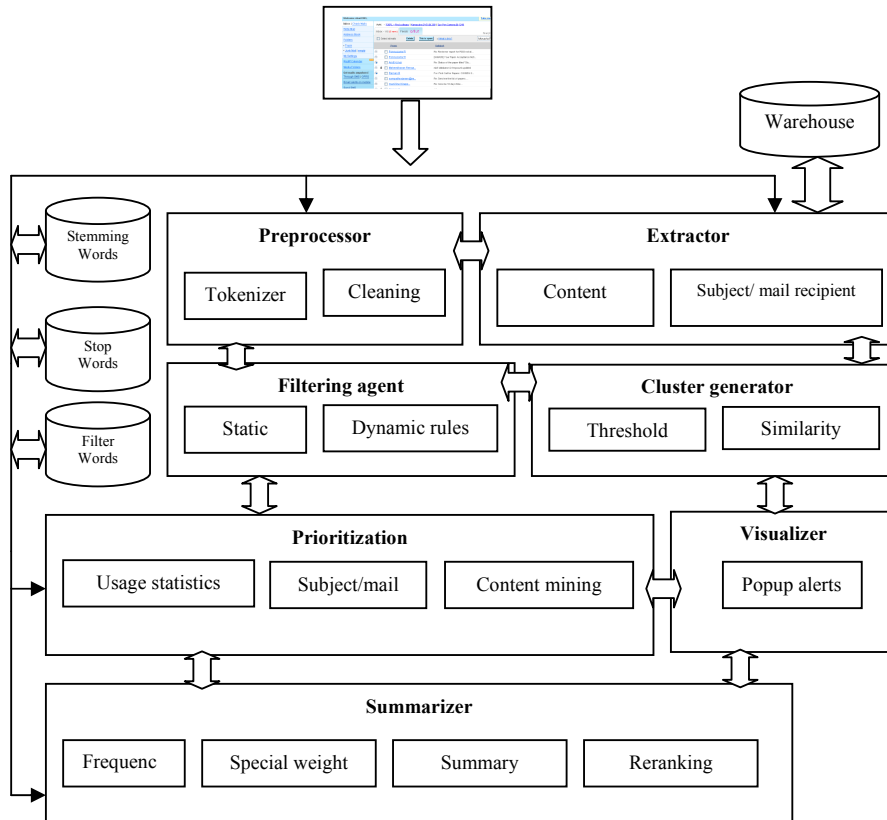 Warehouse
Stemming
Words
Preprocessor
Tokenizer
Cleaning
Extractor
Content
Subject/ mail recipient
Stop
Words
Filtering agent
Static
Dynamic rules
Cluster generator
Threshold
Similarity
Filter
Words
Prioritization
Usage statistics
Subject/mail
Content mining
Visualizer
Popup alerts
Summarizer
Frequenc
Special weight
Summary
Reranking